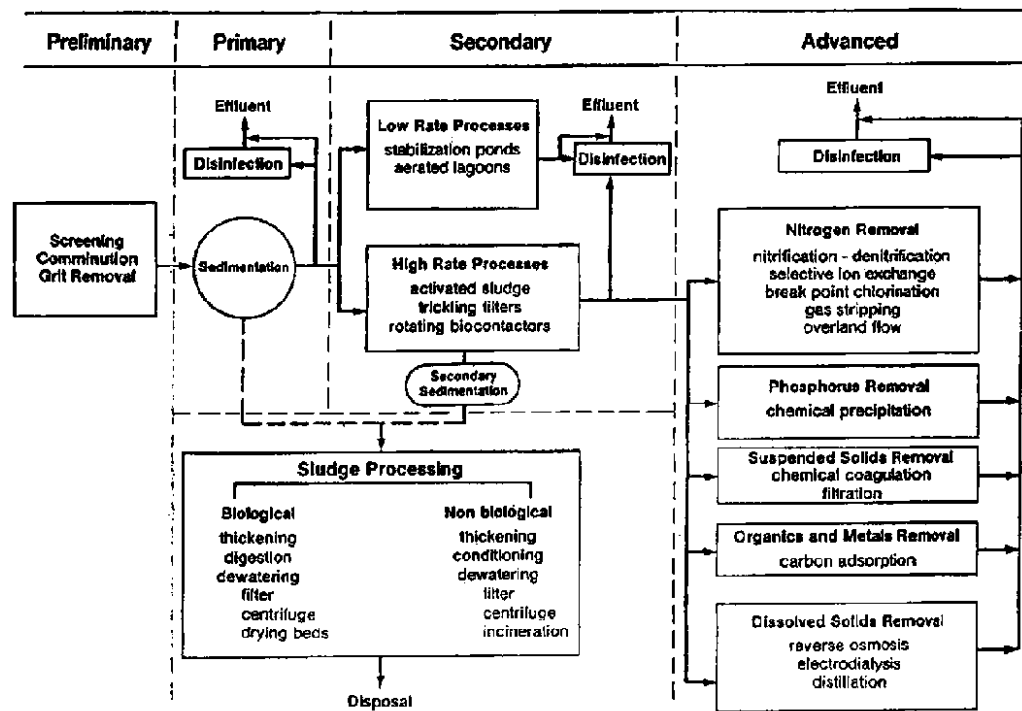 Preliminary
Primary
Secondary
Advanced
Screening
Comminution
Grit Removal
Effluent
Disinfection
Sedimentation
Low Rate Processes
stabilization ponds
aerated lagoons
Effluent
Disinfection
High Rate Processes
activated sludge
trickling filters
rotating biocontactors
Secondary
Sedimentation
Sludge Processing
Biological
thickening
digestion
dewatering
filter
centrifuge
drying beds
Non biological
thickening
conditioning
dewatering
filter
centrifuge
incineration
Disposal
Effluent
Disinfection
Nitrogen Removal
nitrification - denitrification
selective ion exchange
break point chlorination
gas stripping
overland flow
Phosphorus Removal
chemical precipitation
Suspended Solids Removal
chemical coagulation
filtration
Organics and Metals Removal
carbon adsorption
Dissolved Solids Removal
reverse osmosis
electrodialysis
distillation